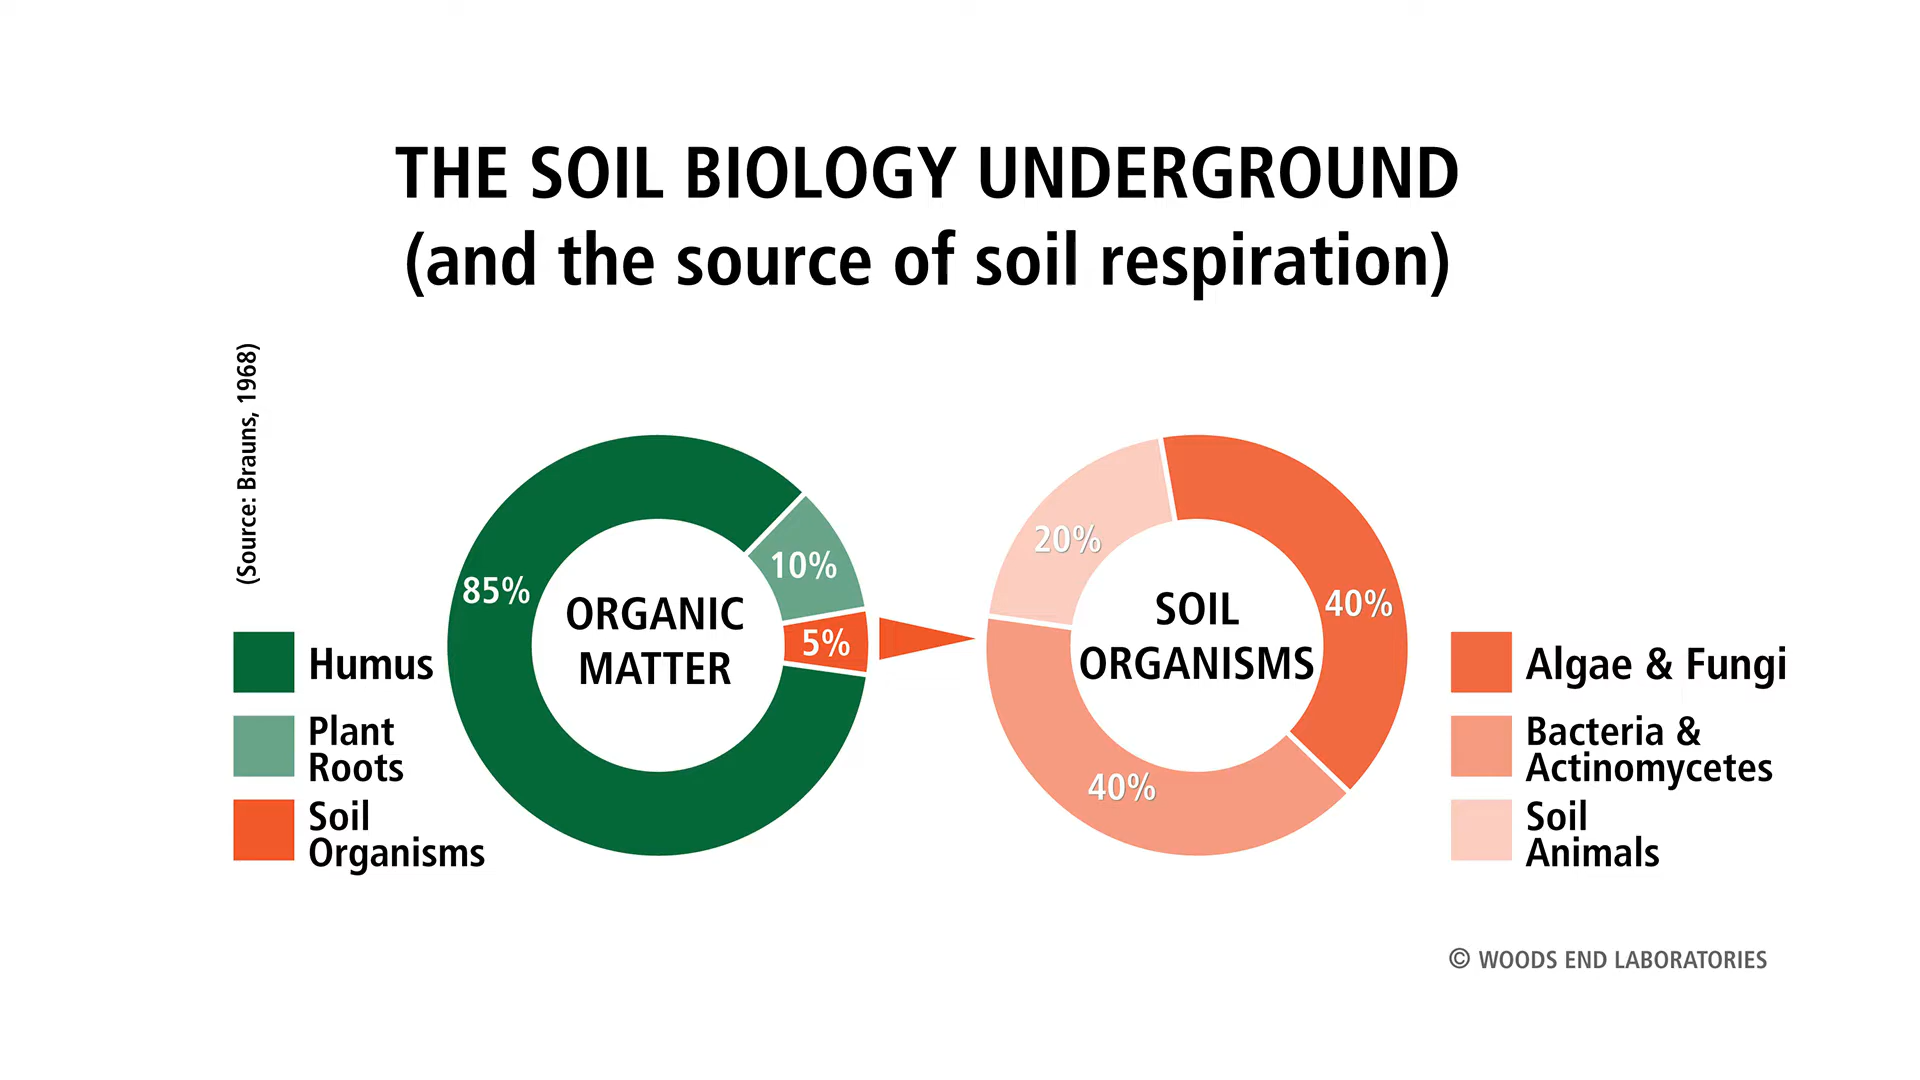 THE SOIL BIOLOGY UNDERGROUND
(and the source of soil respiration)
(Source: Brauns, 1968)
Humus
Plant
Roots
Soil
Organisms
85%
10%
5%
ORGANIC
MATTER
20%
40%
40%
SOIL
ORGANISMS
Algae & Fungi
Bacteria &
Actinomycetes
Soil
Animals
© WOODS END LABORATORIES